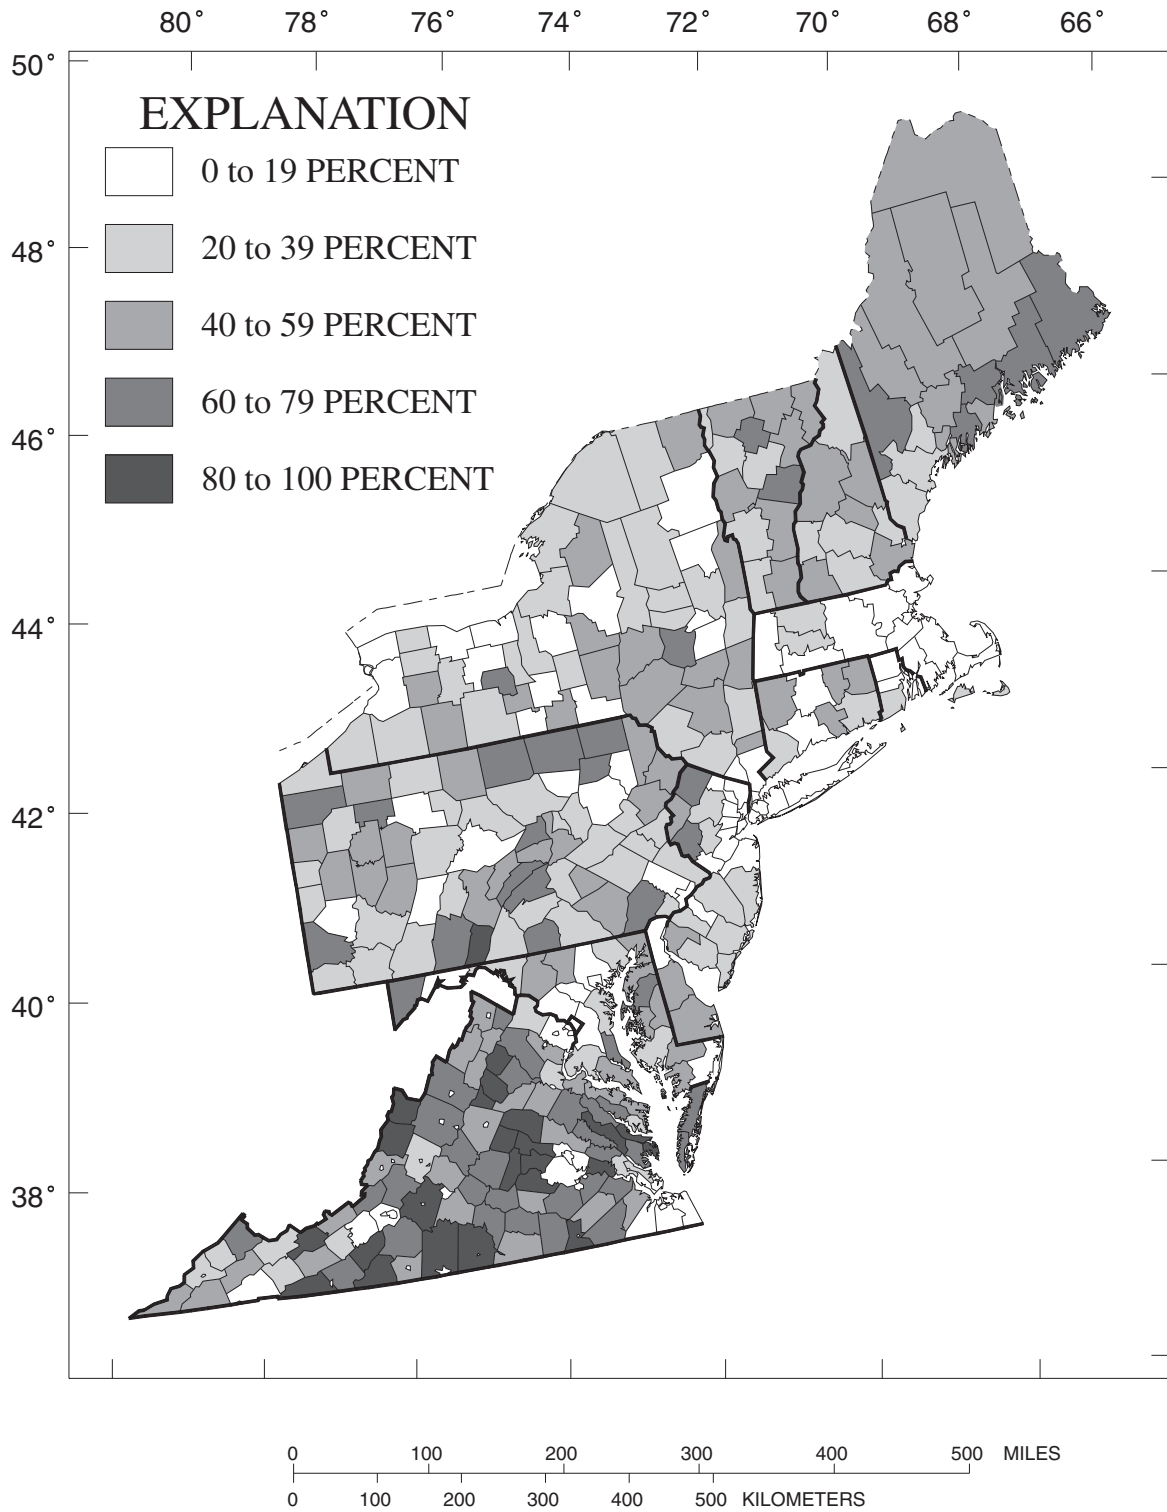 80° 78° 76° 74° 72° 70° 68° 66°
50°
EXPLANATION
0 to 19 PERCENT
20 to 39 PERCENT
48°
40 to 59 PERCENT
60 to 79 PERCENT
46°
80 to 100 PERCENT
44°
42°
40°
38°
0 100 200 300 400 500 MILES
0 100 200 300 400 500 KILOMETERS